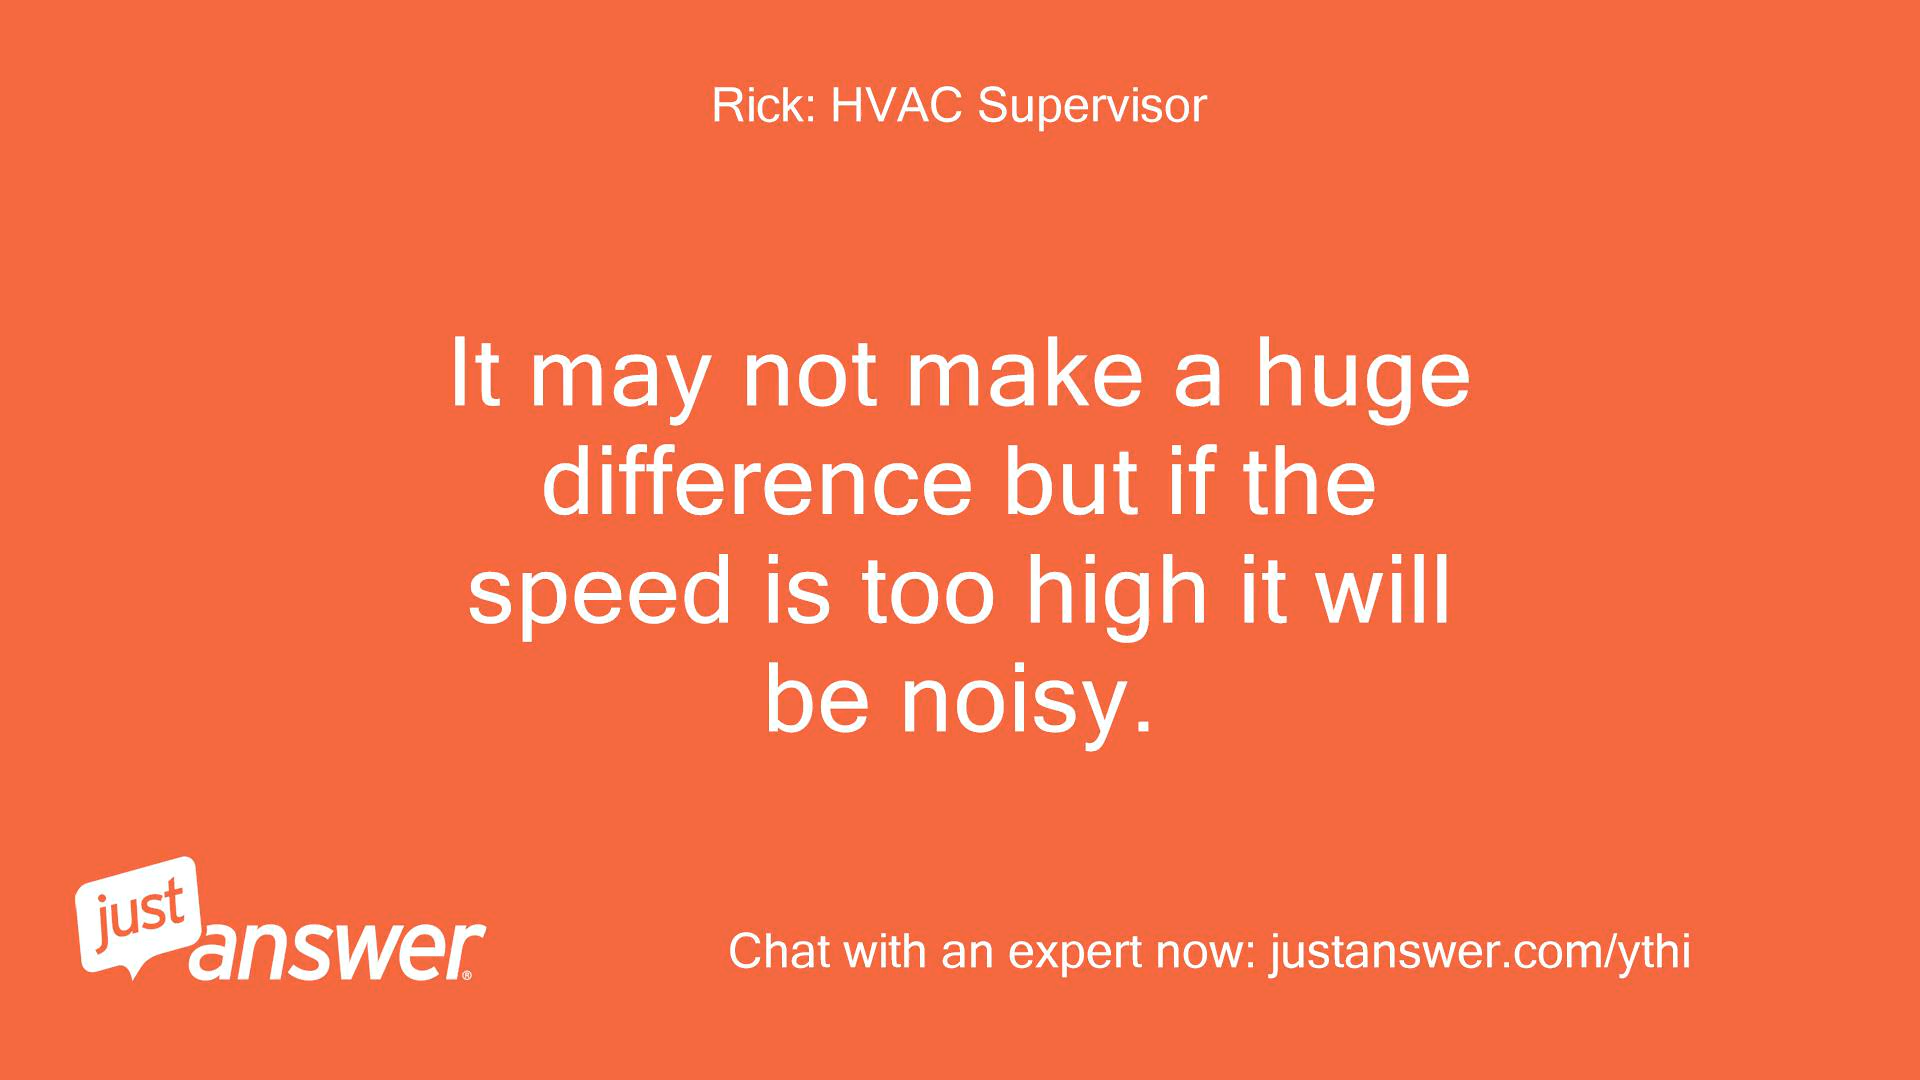 Rick: HVAC Supervisor
It may not make a huge
difference but if the
speed is too high it will
be noisy.
just
answer®
Chat with an expert now: justanswer.com/ythi